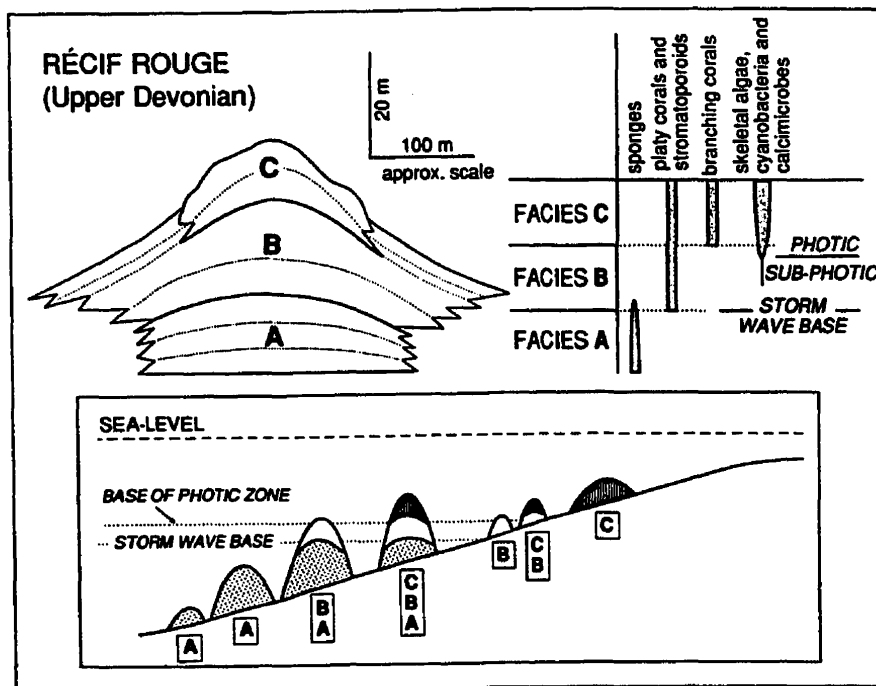 RÉCIF ROUGE
(Upper Devonian)
20 m
100 m
approx. scale
C
B
A
sponges
platy corals and
stromatoporoids
branching corals
skeletal algae,
cyanobacteria and
calcimicrobes
FACIES C
FACIES B
FACIES A
PHOTIC
SUB-PHOTIC
STORM
WAVE BASE
SEA-LEVEL
BASE OF PHOTIC ZONE
STORM WAVE BASE
A
A
B
A
C
B
A
B
C
B
C